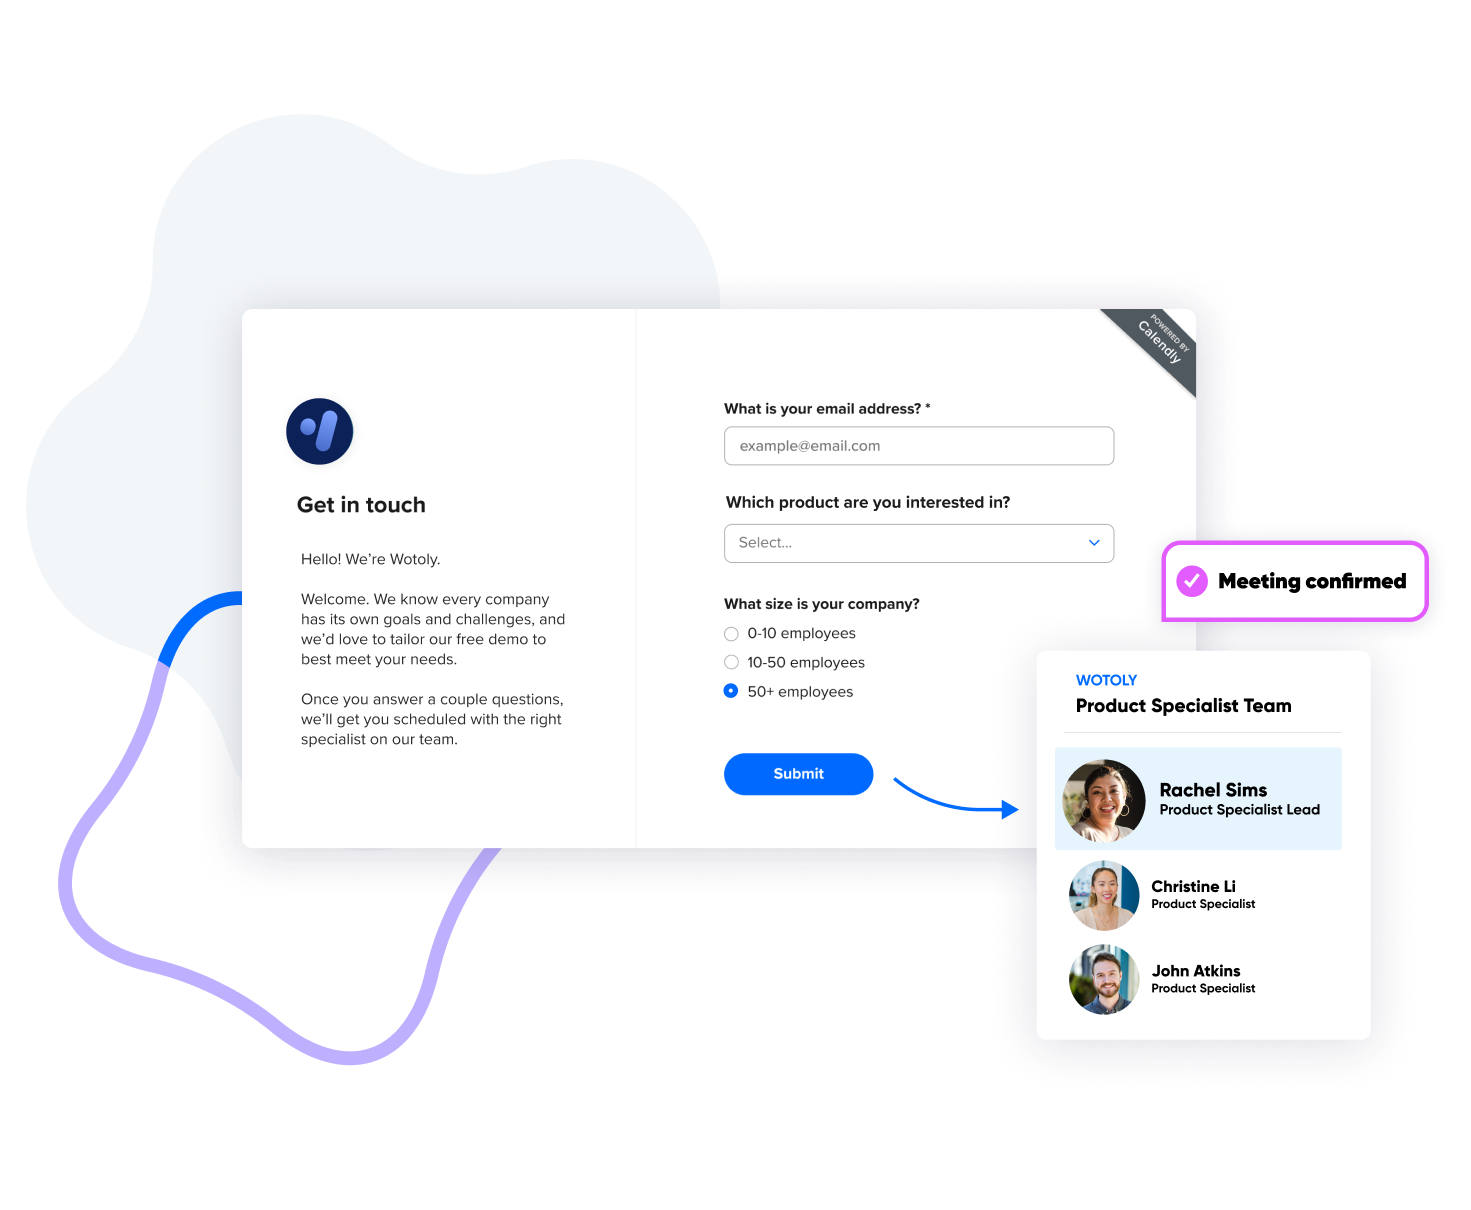 POWERED BY
Calendly
Get in touch
Hello! We're Wotoly.
Welcome. We know every company
has its own goals and challenges, and
we'd love to tailor our free demo to
best meet your needs.
Once you answer a couple questions,
we'll get you scheduled with the right
specialist on our team.
What is your email address? *
example@email.com
Which product are you interested in?
Select...
What size is your company?
0-10 employees
10-50 employees
50+ employees
Submit
Meeting confirmed
WOTOLY
Product Specialist Team
Rachel Sims
Product Specialist Lead
Christine Li
Product Specialist
John Atkins
Product Specialist